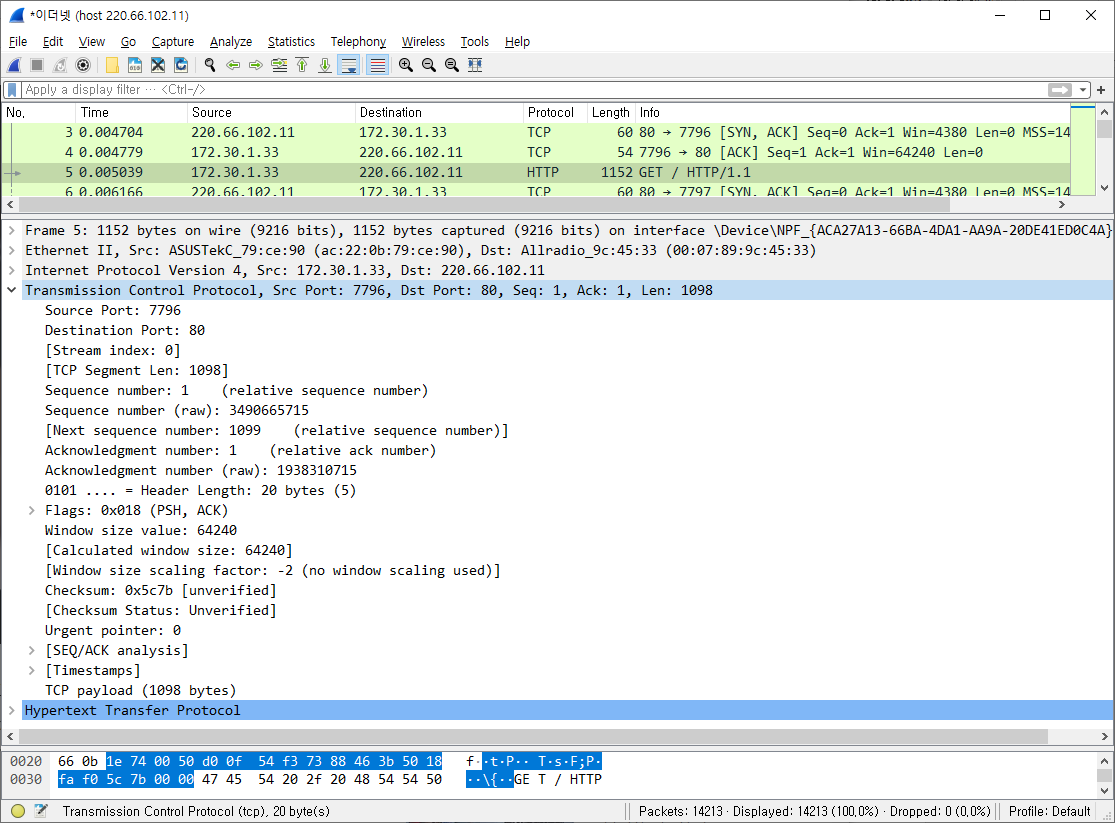 *이더넷 (host 220.66.102.11)
File Edit View Go Capture Analyze Statistics Telephony Wireless Tools Help
Apply a display filter ··· <Ctrl-/>
No. Time Source Destination Protocol Length Info
3 0.004704 220.66.102.11 172.30.1.33 TCP 60 80 → 7796 [SYN, ACK] Seq=0 Ack=1 Win=4380 Len=0 MSS=14
4 0.004779 172.30.1.33 220.66.102.11 TCP 54 7796 → 80 [ACK] Seq=1 Ack=1 Win=64240 Len=0
5 0.005039 172.30.1.33 220.66.102.11 HTTP 1152 GET / HTTP/1.1
6 0.006166 220.66.102.11 172.30.1.33 TCP 60 80 → 7797 [SYN, ACK] Seq=0 Ack=1 Win=4380 Len=0 MSS=14
Frame 5: 1152 bytes on wire (9216 bits), 1152 bytes captured (9216 bits) on interface \Device\NPF_{ACA27A13-66BA-4DA1-AA9A-20DE41ED0C4A}
Ethernet II, Src: ASUSTekC_79:ce:90 (ac:22:0b:79:ce:90), Dst: Allradio_9c:45:33 (00:07:89:9c:45:33)
Internet Protocol Version 4, Src: 172.30.1.33, Dst: 220.66.102.11
Transmission Control Protocol, Src Port: 7796, Dst Port: 80, Seq: 1, Ack: 1, Len: 1098
Source Port: 7796
Destination Port: 80
[Stream index: 0]
[TCP Segment Len: 1098]
Sequence number: 1    (relative sequence number)
Sequence number (raw): 3490665715
[Next sequence number: 1099    (relative sequence number)]
Acknowledgment number: 1    (relative ack number)
Acknowledgment number (raw): 1938310715
0101 .... = Header Length: 20 bytes (5)
Flags: 0x018 (PSH, ACK)
Window size value: 64240
[Calculated window size: 64240]
[Window size scaling factor: -2 (no window scaling used)]
Checksum: 0x5c7b [unverified]
[Checksum Status: Unverified]
Urgent pointer: 0
[SEQ/ACK analysis]
[Timestamps]
TCP payload (1098 bytes)
Hypertext Transfer Protocol
0020 66 0b 1e 74 00 50 d0 0f 54 f3 73 88 46 3b 50 18 f··t·P·· T·s·F;P·
0030 fa f0 5c 7b 00 00 47 45 54 20 2f 20 48 54 54 50 ··\{··GE T / HTTP
Transmission Control Protocol (tcp), 20 byte(s) Packets: 14213 · Displayed: 14213 (100,0%) · Dropped: 0 (0,0%) Profile: Default